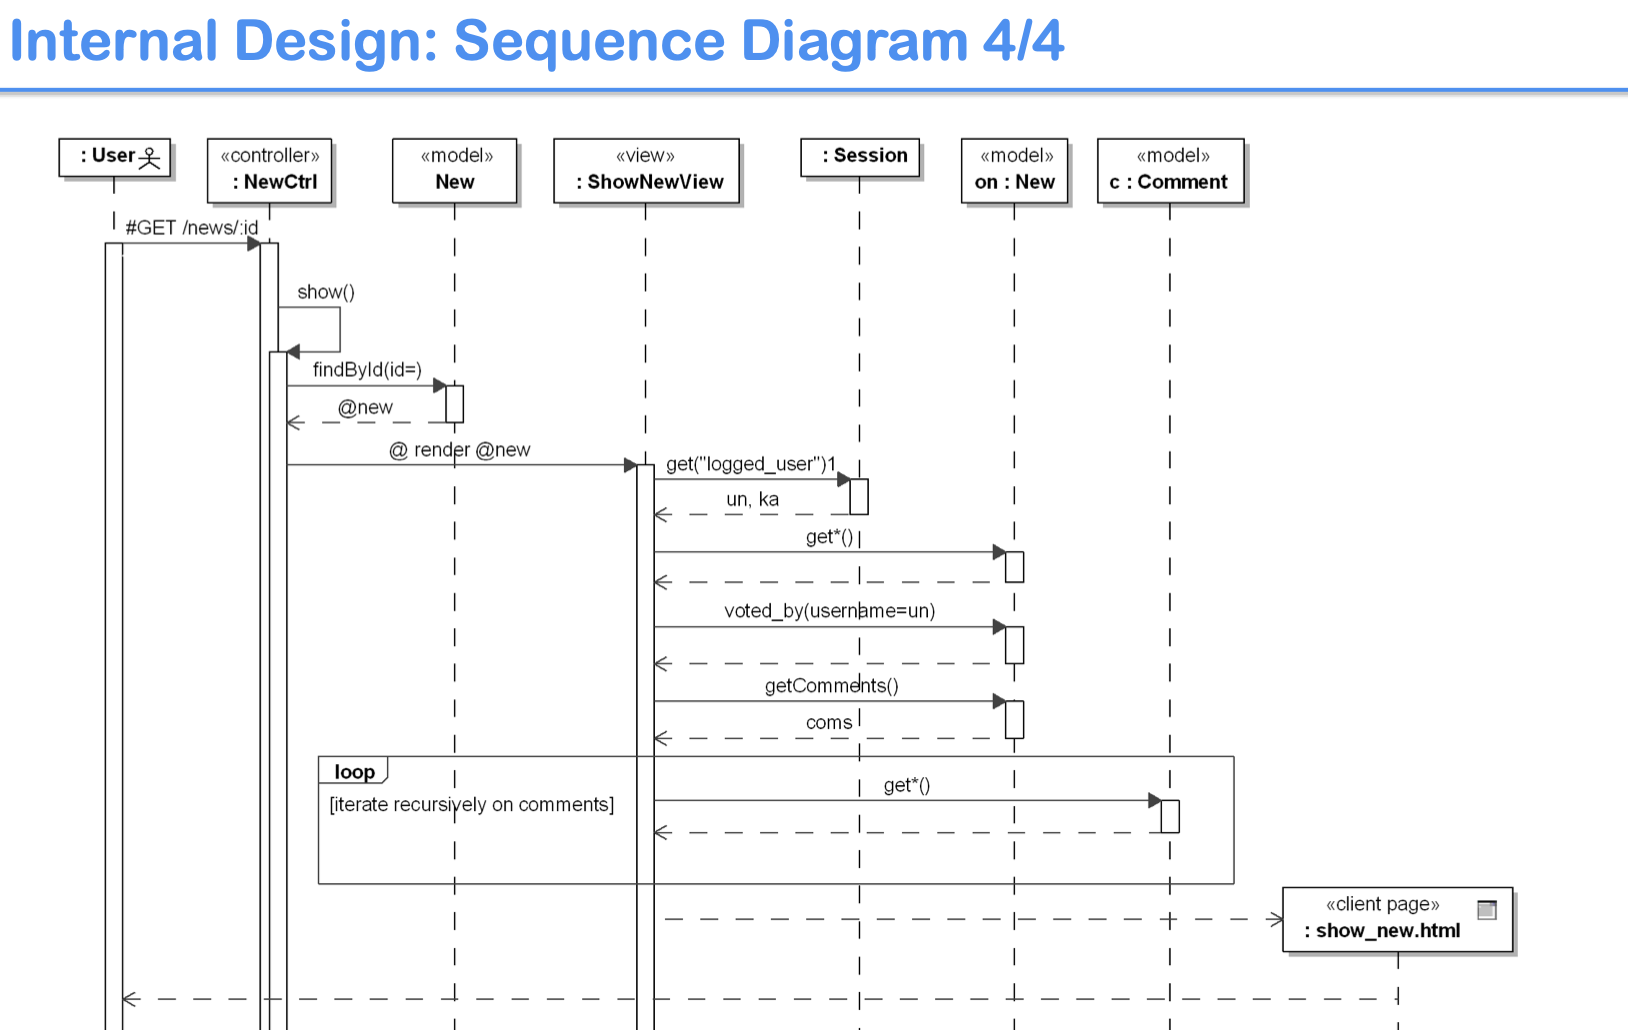 Internal Design: Sequence Diagram 4/4
: User
«controller»
: NewCtrl
«model»
New
«view»
: ShowNewView
: Session
«model»
on : New
«model»
c : Comment
#GET /news/:id
show()
findById(id=)
@new
@ render @new
get("logged_user")1
un, ka
get*()
voted_by(username=un)
getComments()
coms
loop
get*()
[iterate recursively on comments]
«client page»
: show_new.html